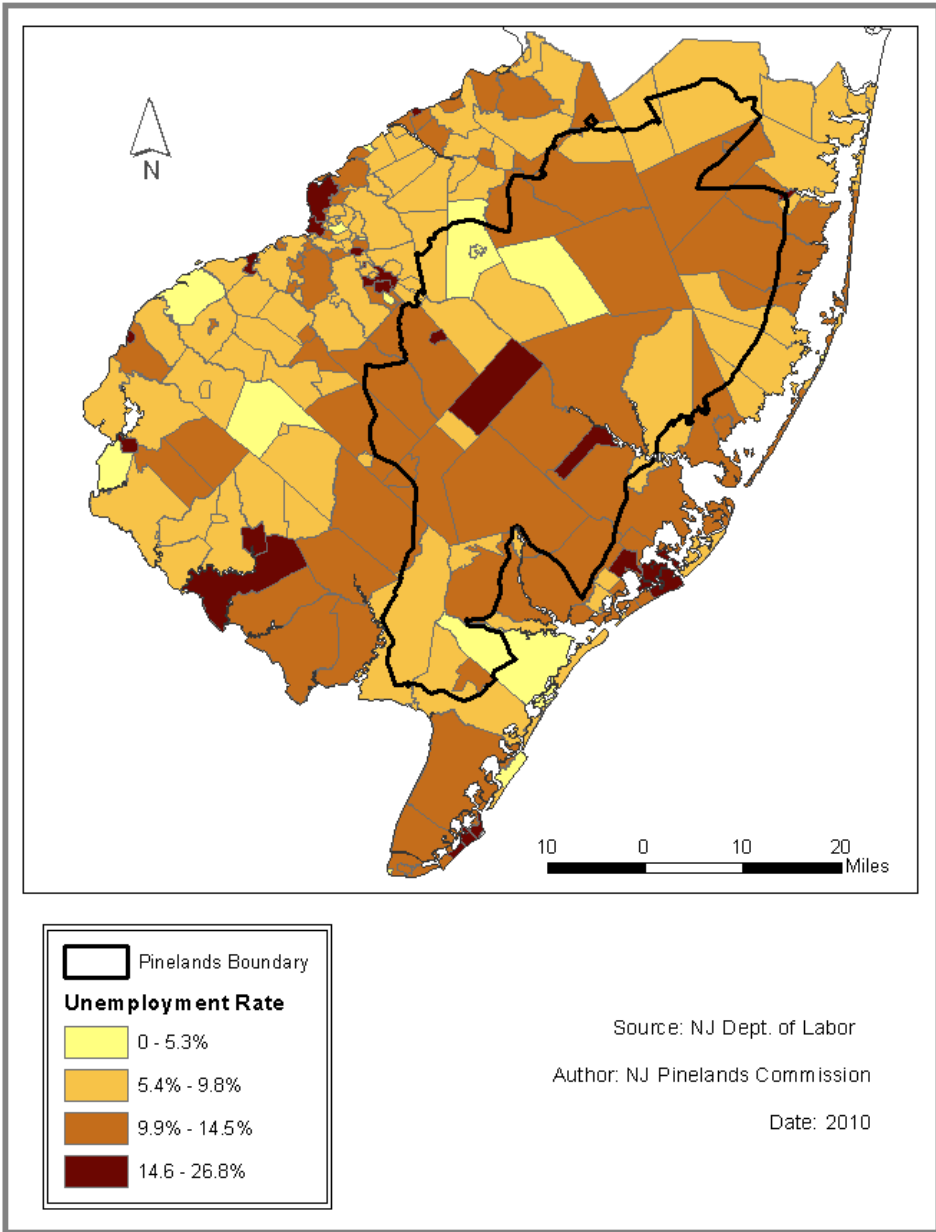 N
10 0 10 20
Miles
Pinelands Boundary
Unemployment Rate
0 - 5.3%
5.4% - 9.8%
9.9% - 14.5%
14.6 - 26.8%
Source: NJ Dept. of Labor
Author: NJ Pinelands Commission
Date: 2010